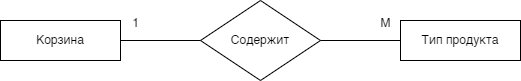 Корзина
1
Содержит
M
Тип продукта